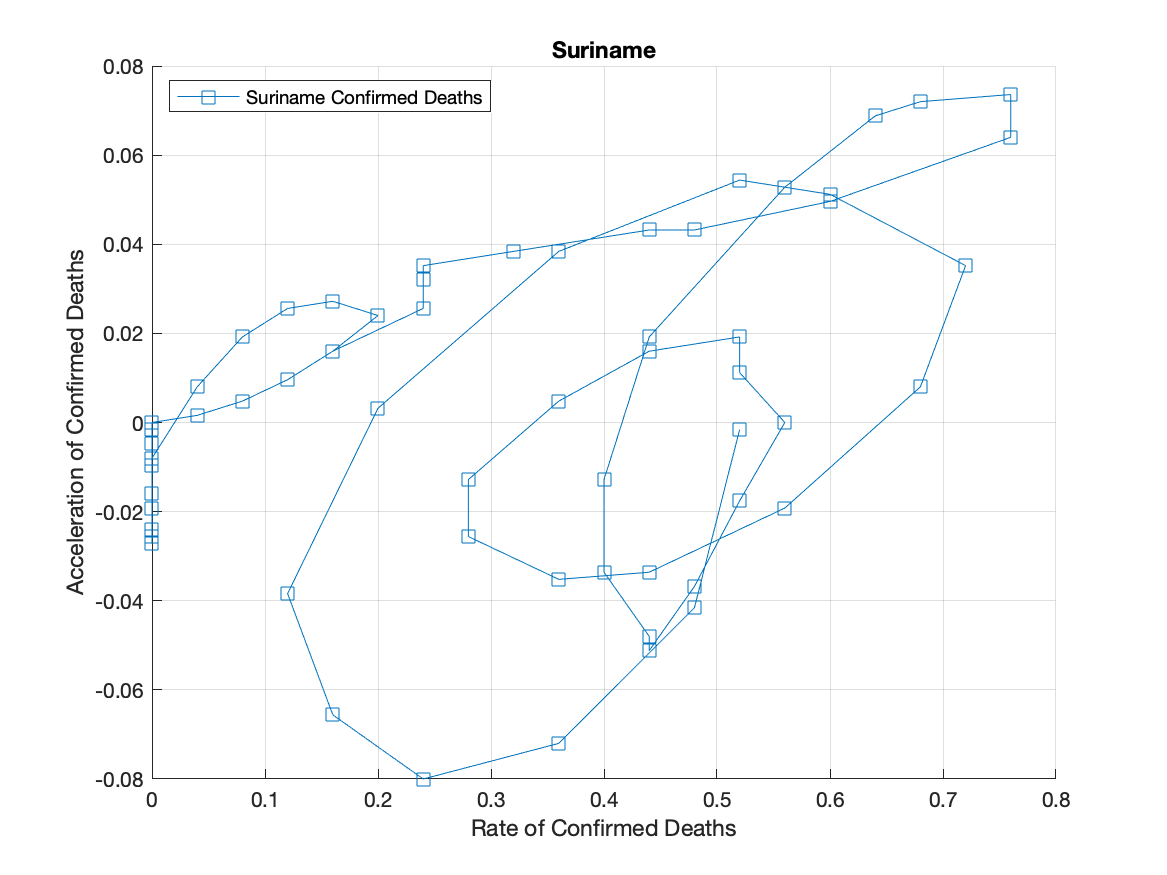 Suriname
Suriname Confirmed Deaths
0.08
0.06
0.04
0.02
0
-0.02
-0.04
-0.06
-0.08
Acceleration of Confirmed Deaths
0 0.1 0.2 0.3 0.4 0.5 0.6 0.7 0.8
Rate of Confirmed Deaths